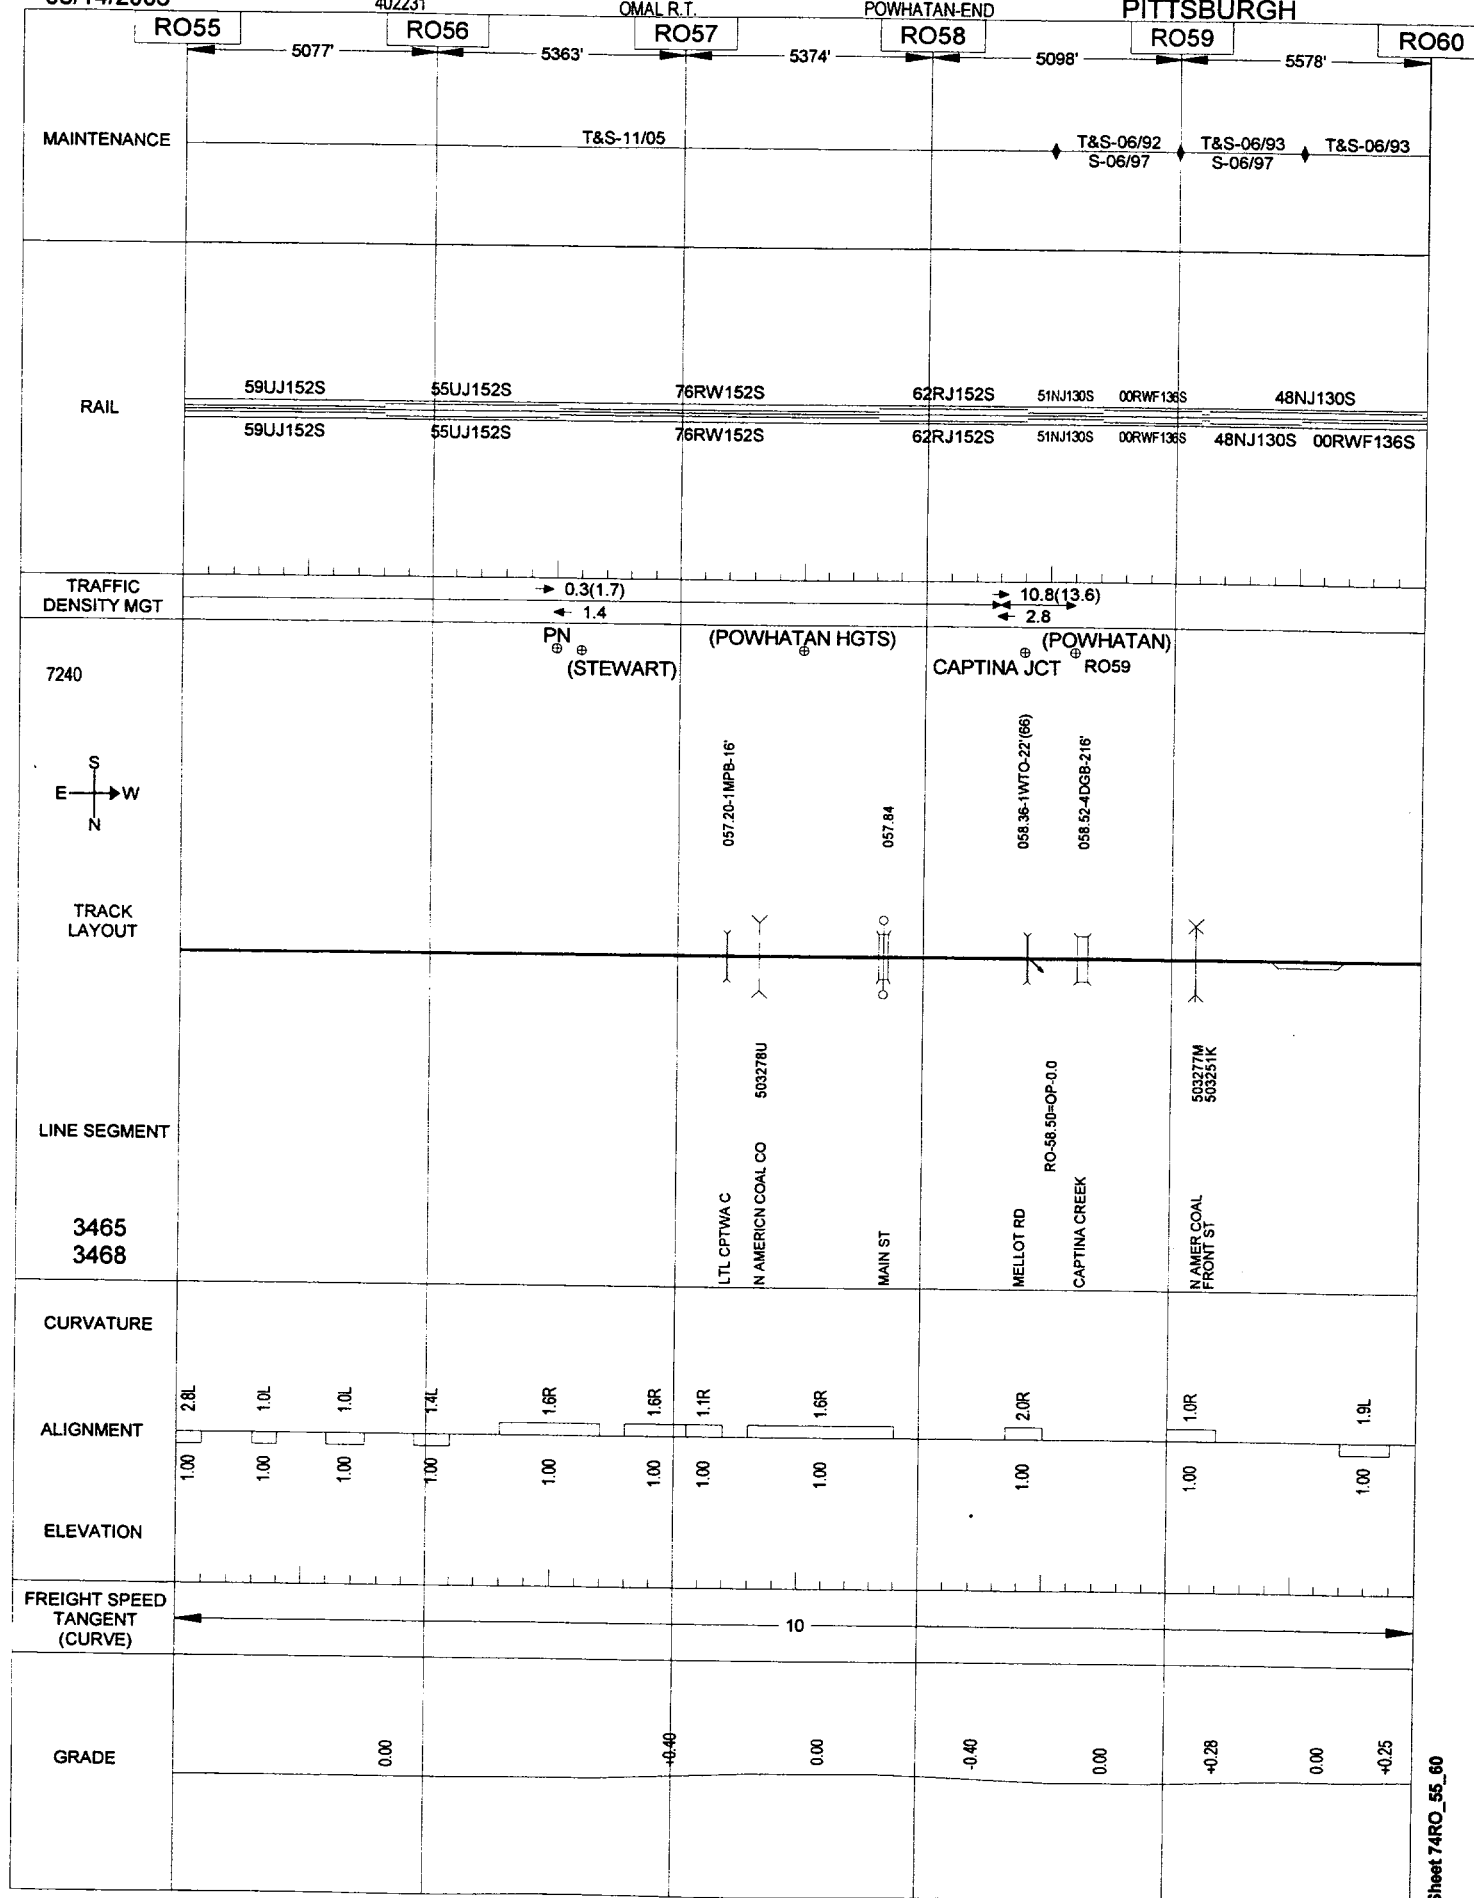 402231 OMAL R.T. POWHATAN-END PITTSBURGH
RO55 RO56 RO57 RO58 RO59 RO60
5077' 5363' 5374' 5098' 5578'
MAINTENANCE
T&S-11/05 T&S-06/92 T&S-06/93 T&S-06/93
S-06/97 S-06/97
RAIL
59UJ152S 55UJ152S 76RW152S 62RJ152S 51NJ130S 00RWF136S 48NJ130S
59UJ152S 55UJ152S 76RW152S 62RJ152S 51NJ130S 00RWF136S 48NJ130S 00RWF136S
TRAFFIC
DENSITY MGT
0.3(1.7) 10.8(13.6)
1.4 2.8
PN (POWHATAN HGTS) (POWHATAN)
(STEWART) CAPTINA JCT RO59
7240
S
E W
N
057.20-1MPB-16'
057.84
058.36-1WTO-22'(66)
058.52-4DGB-216'
TRACK
LAYOUT
503278U
503277M
503251K
LINE SEGMENT
RO-58.50=OP-0.0
3465
3468
LTL CPTWA C
N AMERICN COAL CO
MAIN ST
MELLOT RD
CAPTINA CREEK
N AMER COAL
FRONT ST
CURVATURE
2.8L 1.0L 1.0L 1.4L 1.6R 1.6R 1.1R 1.6R 2.0R 1.0R 1.9L
ALIGNMENT
1.00 1.00 1.00 1.00 1.00 1.00 1.00 1.00 1.00 1.00 1.00
ELEVATION
FREIGHT SPEED
TANGENT
(CURVE)
10
GRADE
0.00 +0.40 0.00 -0.40 0.00 +0.28 0.00 +0.25
Sheet 74RO_55_60